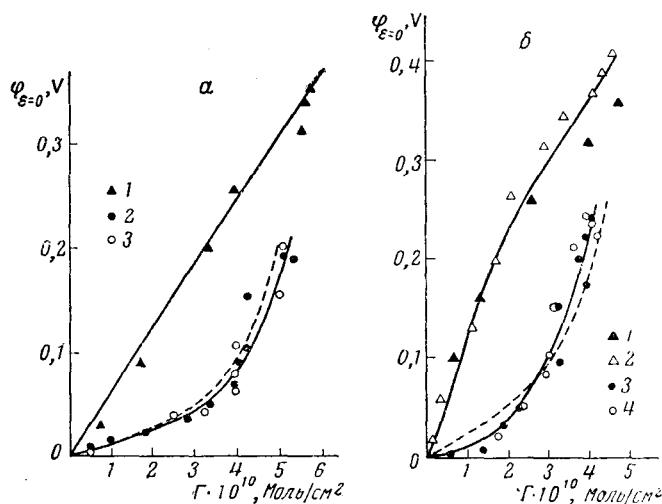 φε=0, V
а
0,3
0,2
0,1
0
▲ 1
● 2
○ 3
1 2 3 4 5 6
Г·10¹⁰, Моль/см²
φε=0, V
б
0,4
0,3
0,2
0,1
0
▲ 1
△ 2
● 3
○ 4
1 2 3 4 5
Г·10¹⁰, Моль/см²